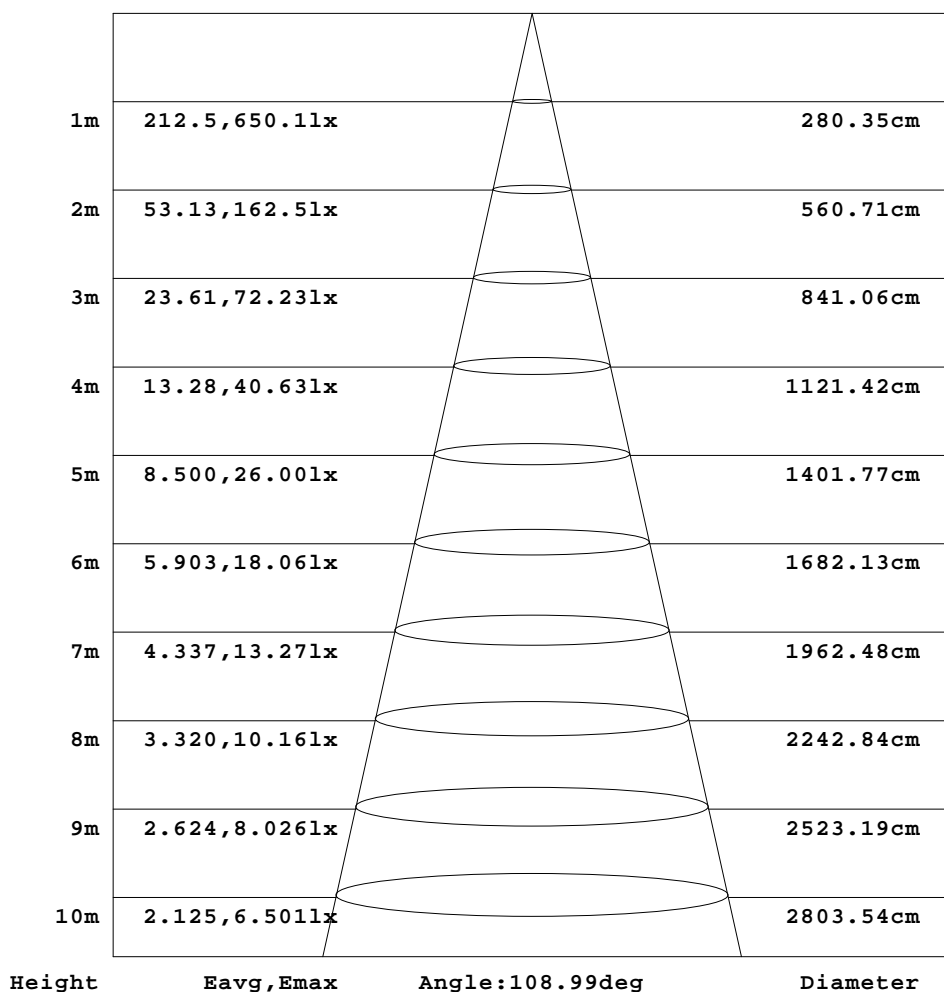 1m 212.5,650.1lx 280.35cm
2m 53.13,162.5lx 560.71cm
3m 23.61,72.23lx 841.06cm
4m 13.28,40.63lx 1121.42cm
5m 8.500,26.00lx 1401.77cm
6m 5.903,18.06lx 1682.13cm
7m 4.337,13.27lx 1962.48cm
8m 3.320,10.16lx 2242.84cm
9m 2.624,8.026lx 2523.19cm
10m 2.125,6.501lx 2803.54cm
Height Eavg,Emax Angle:108.99deg Diameter